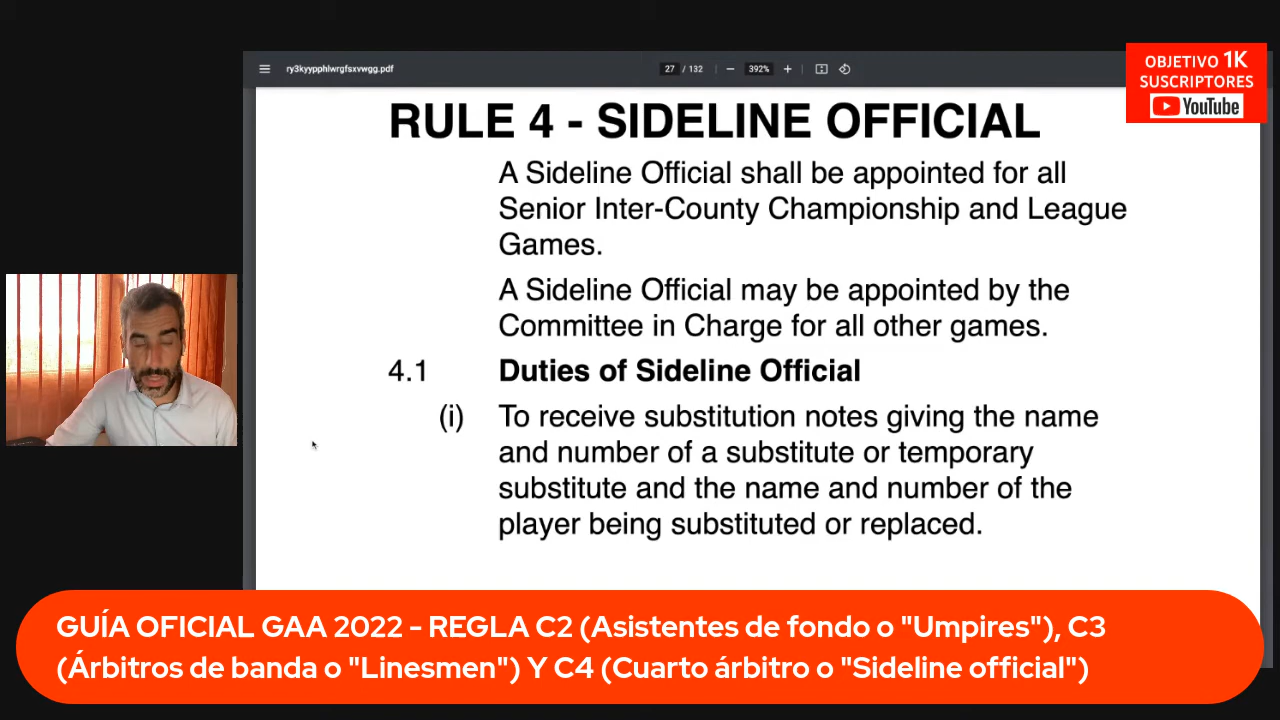 ry3kyypphlwrgfsxvwgg.pdf
27 / 132
392%
OBJETIVO 1K
SUSCRIPTORES
YouTube
RULE 4 - SIDELINE OFFICIAL
A Sideline Official shall be appointed for all
Senior Inter-County Championship and League
Games.
A Sideline Official may be appointed by the
Committee in Charge for all other games.
4.1 Duties of Sideline Official
(i) To receive substitution notes giving the name
and number of a substitute or temporary
substitute and the name and number of the
player being substituted or replaced.
GUÍA OFICIAL GAA 2022 - REGLA C2 (Asistentes de fondo o "Umpires"), C3
(Árbitros de banda o "Linesmen") Y C4 (Cuarto árbitro o "Sideline official")